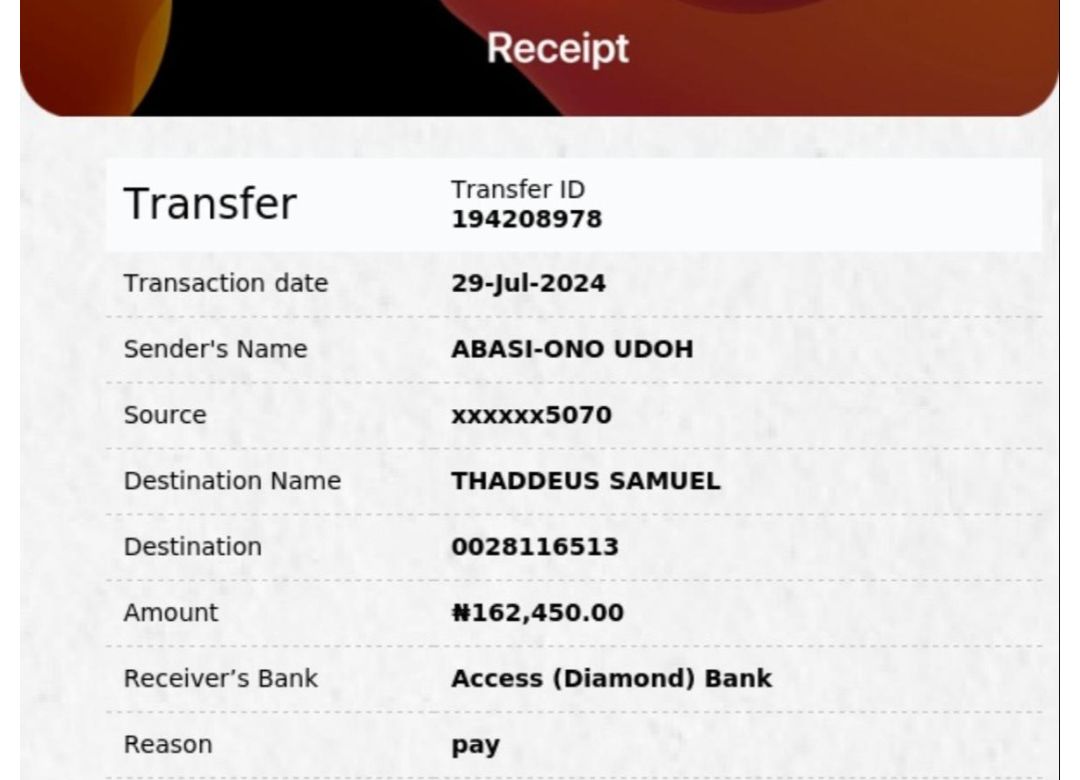 Receipt
Transfer
Transfer ID
194208978
Transaction date 29-Jul-2024
Sender's Name ABASI-ONO UDOH
Source xxxxxx5070
Destination Name THADDEUS SAMUEL
Destination 0028116513
Amount ₦162,450.00
Receiver’s Bank Access (Diamond) Bank
Reason pay